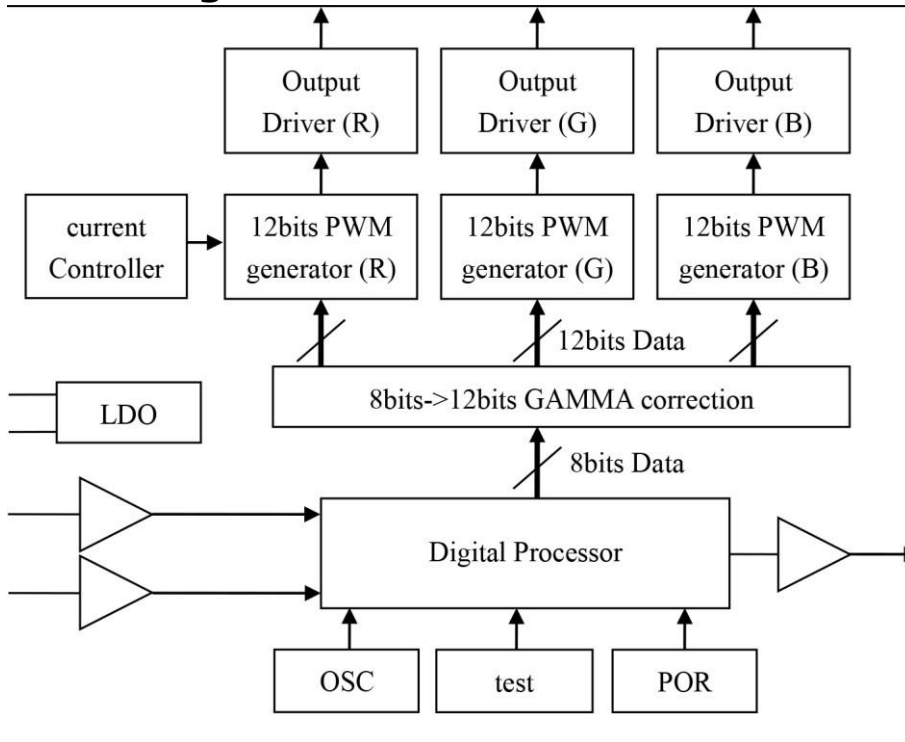 Output
Driver (R)
Output
Driver (G)
Output
Driver (B)
current
Controller
12bits PWM
generator (R)
12bits PWM
generator (G)
12bits PWM
generator (B)
12bits Data
LDO
8bits->12bits GAMMA correction
8bits Data
Digital Processor
OSC
test
POR